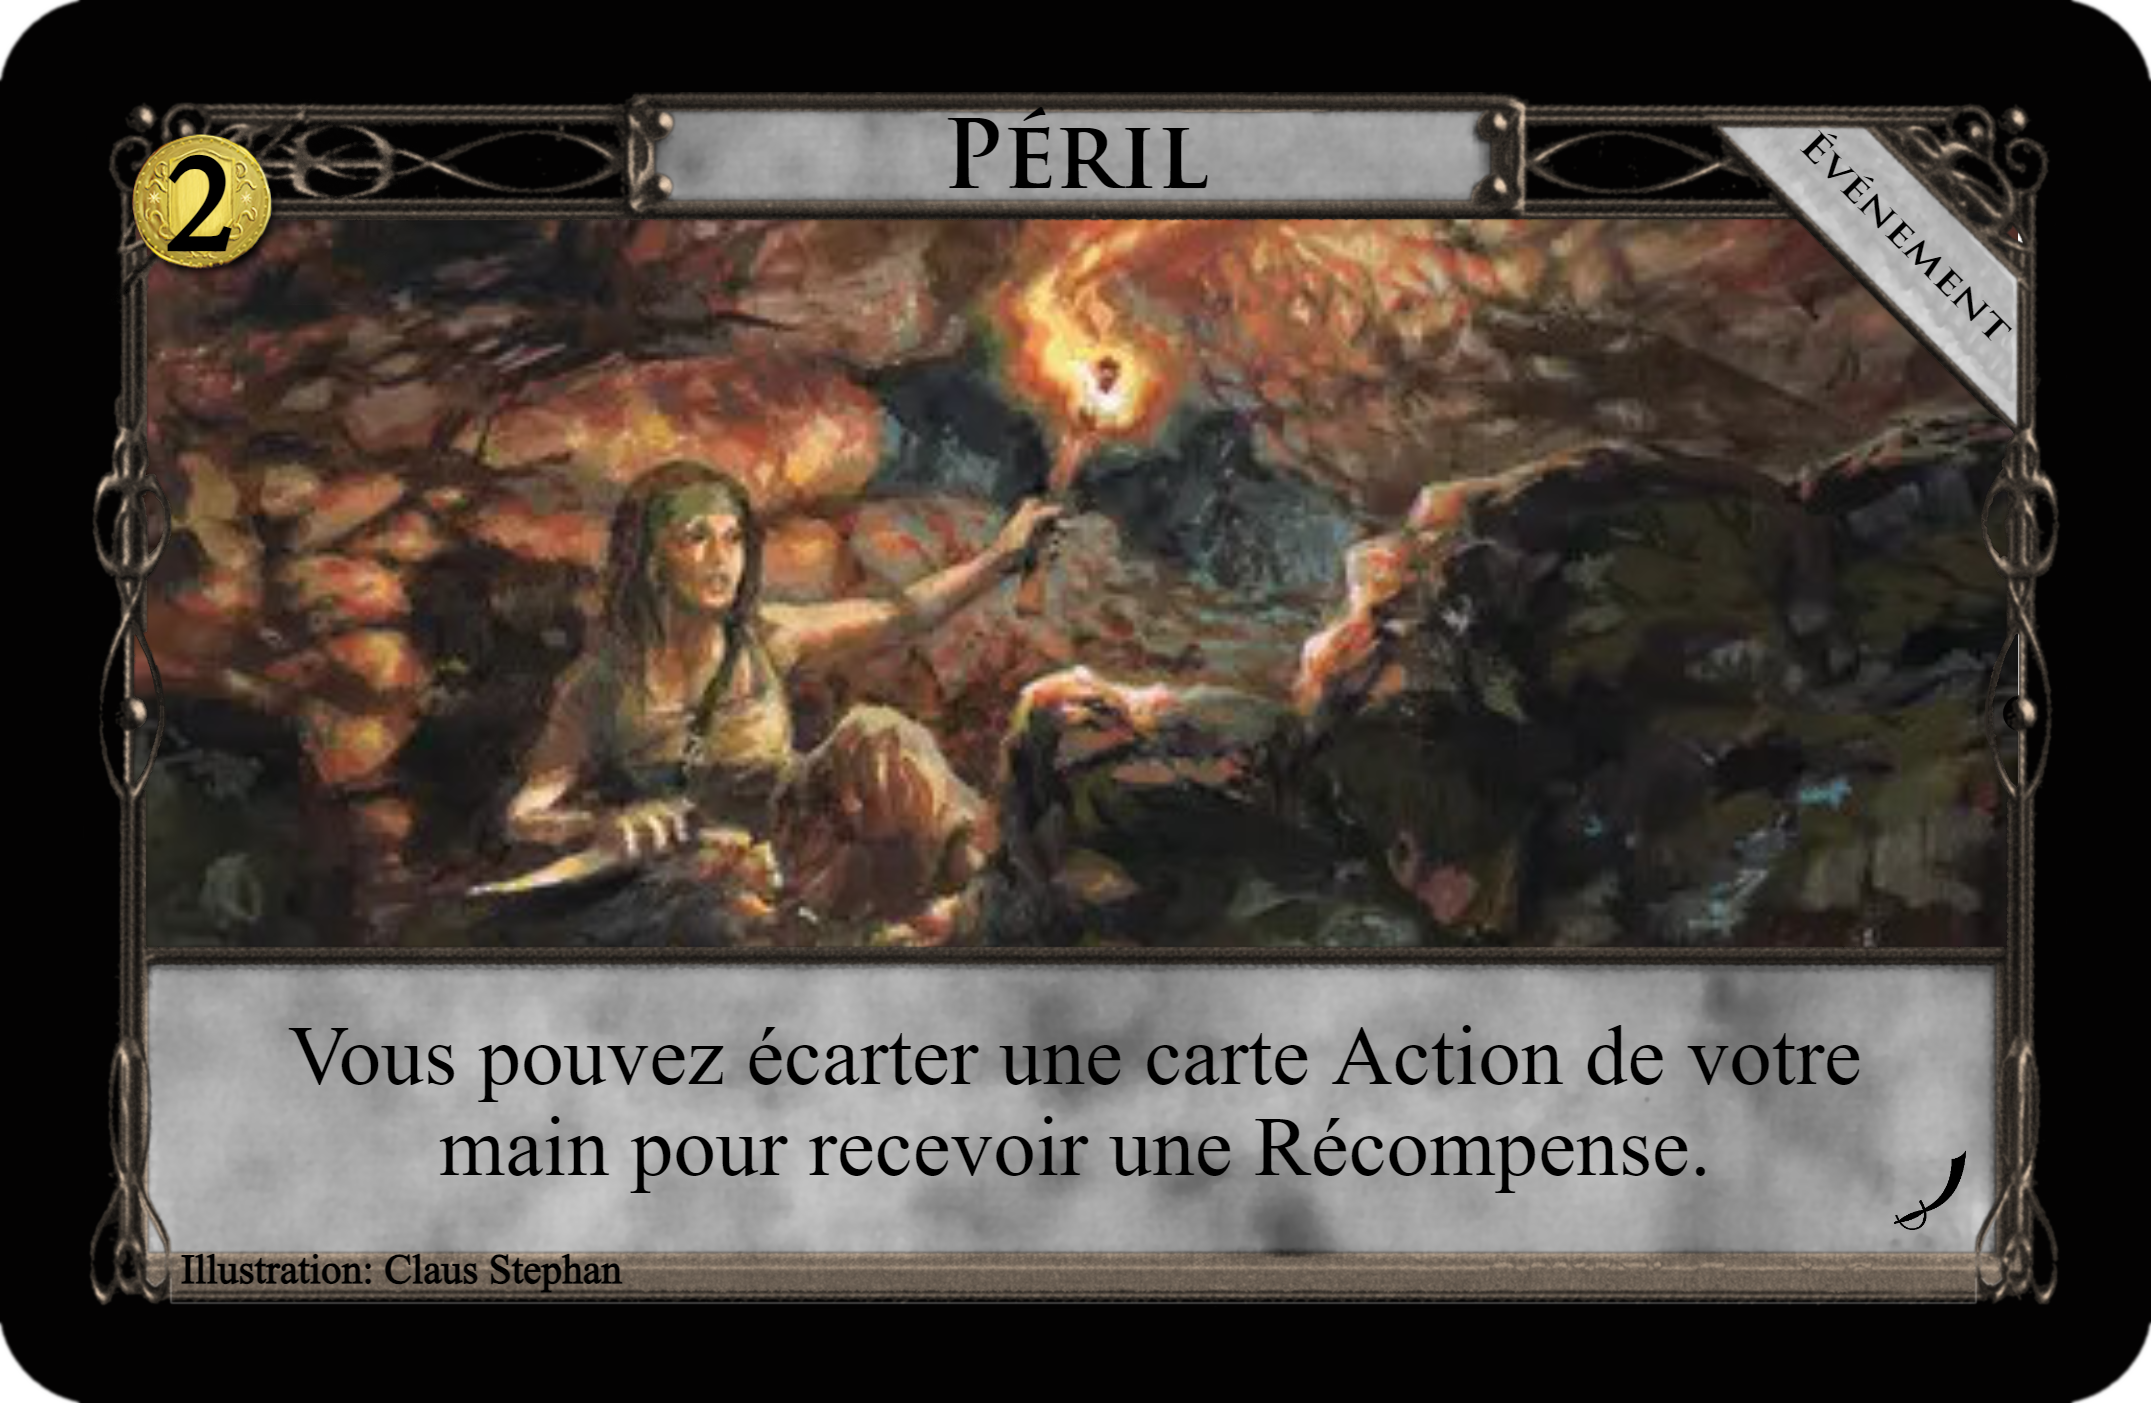 2
Péril
Événement
Vous pouvez écarter une carte Action de votre
main pour recevoir une Récompense.
Illustration: Claus Stephan